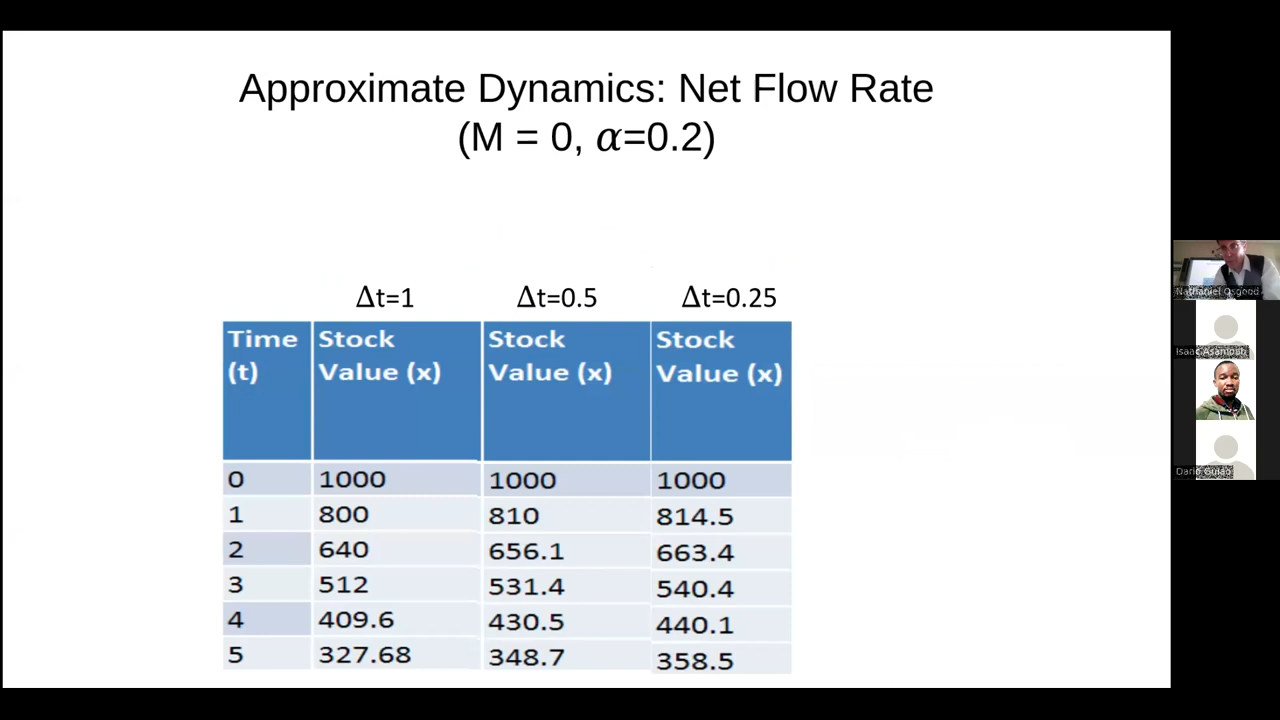 Approximate Dynamics: Net Flow Rate
(M = 0, α=0.2)
Δt=1 Δt=0.5 Δt=0.25
Time Stock Stock Stock
(t) Value (x) Value (x) Value (x)
0 1000 1000 1000
1 800 810 814.5
2 640 656.1 663.4
3 512 531.4 540.4
4 409.6 430.5 440.1
5 327.68 348.7 358.5
Nathaniel Osgood
Isaac Asampah
Dario